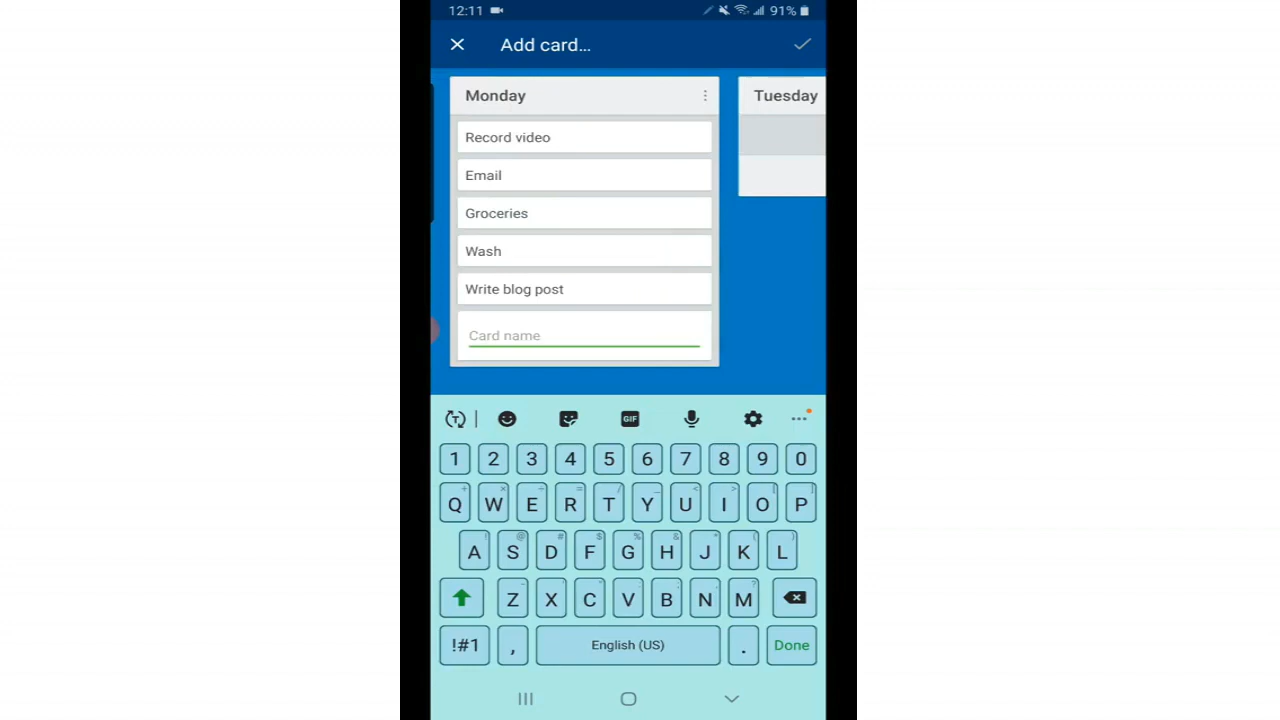 12:11 91%
Add card...
Monday
Tuesday
Record video
Email
Groceries
Wash
Write blog post
Card name
T GIF
1 2 3 4 5 6 7 8 9 0
Q W E R T Y U I O P
A S D F G H J K L
Z X C V B N M
!#1 , English (US) . Done